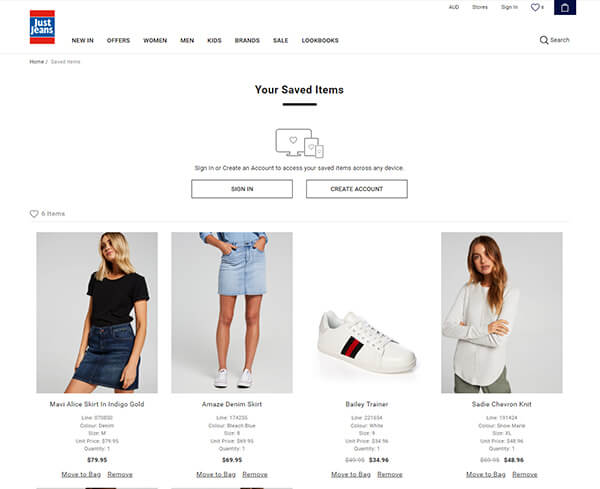 AUD Stores Sign In 6
Just
Jeans
NEW IN OFFERS WOMEN MEN KIDS BRANDS SALE LOOKBOOKS
Search
Home / Saved Items
Your Saved Items
Sign In or Create an Account to access your saved items across any device.
SIGN IN CREATE ACCOUNT
6 Items
Mavi Alice Skirt In Indigo Gold
Line: 070850
Colour: Denim
Size: M
Unit Price: $79.95
Quantity: 1
$79.95
Move to Bag Remove
Amaze Denim Skirt
Line: 174255
Colour: Bleach Blue
Size: 8
Unit Price: $69.95
Quantity: 1
$69.95
Move to Bag Remove
Bailey Trainer
Line: 221654
Colour: White
Size: 9
Unit Price: $34.96
Quantity: 1
$49.95 $34.96
Move to Bag Remove
Sadie Chevron Knit
Line: 191424
Colour: Snow Marle
Size: XL
Unit Price: $48.96
Quantity: 1
$69.95 $48.96
Move to Bag Remove